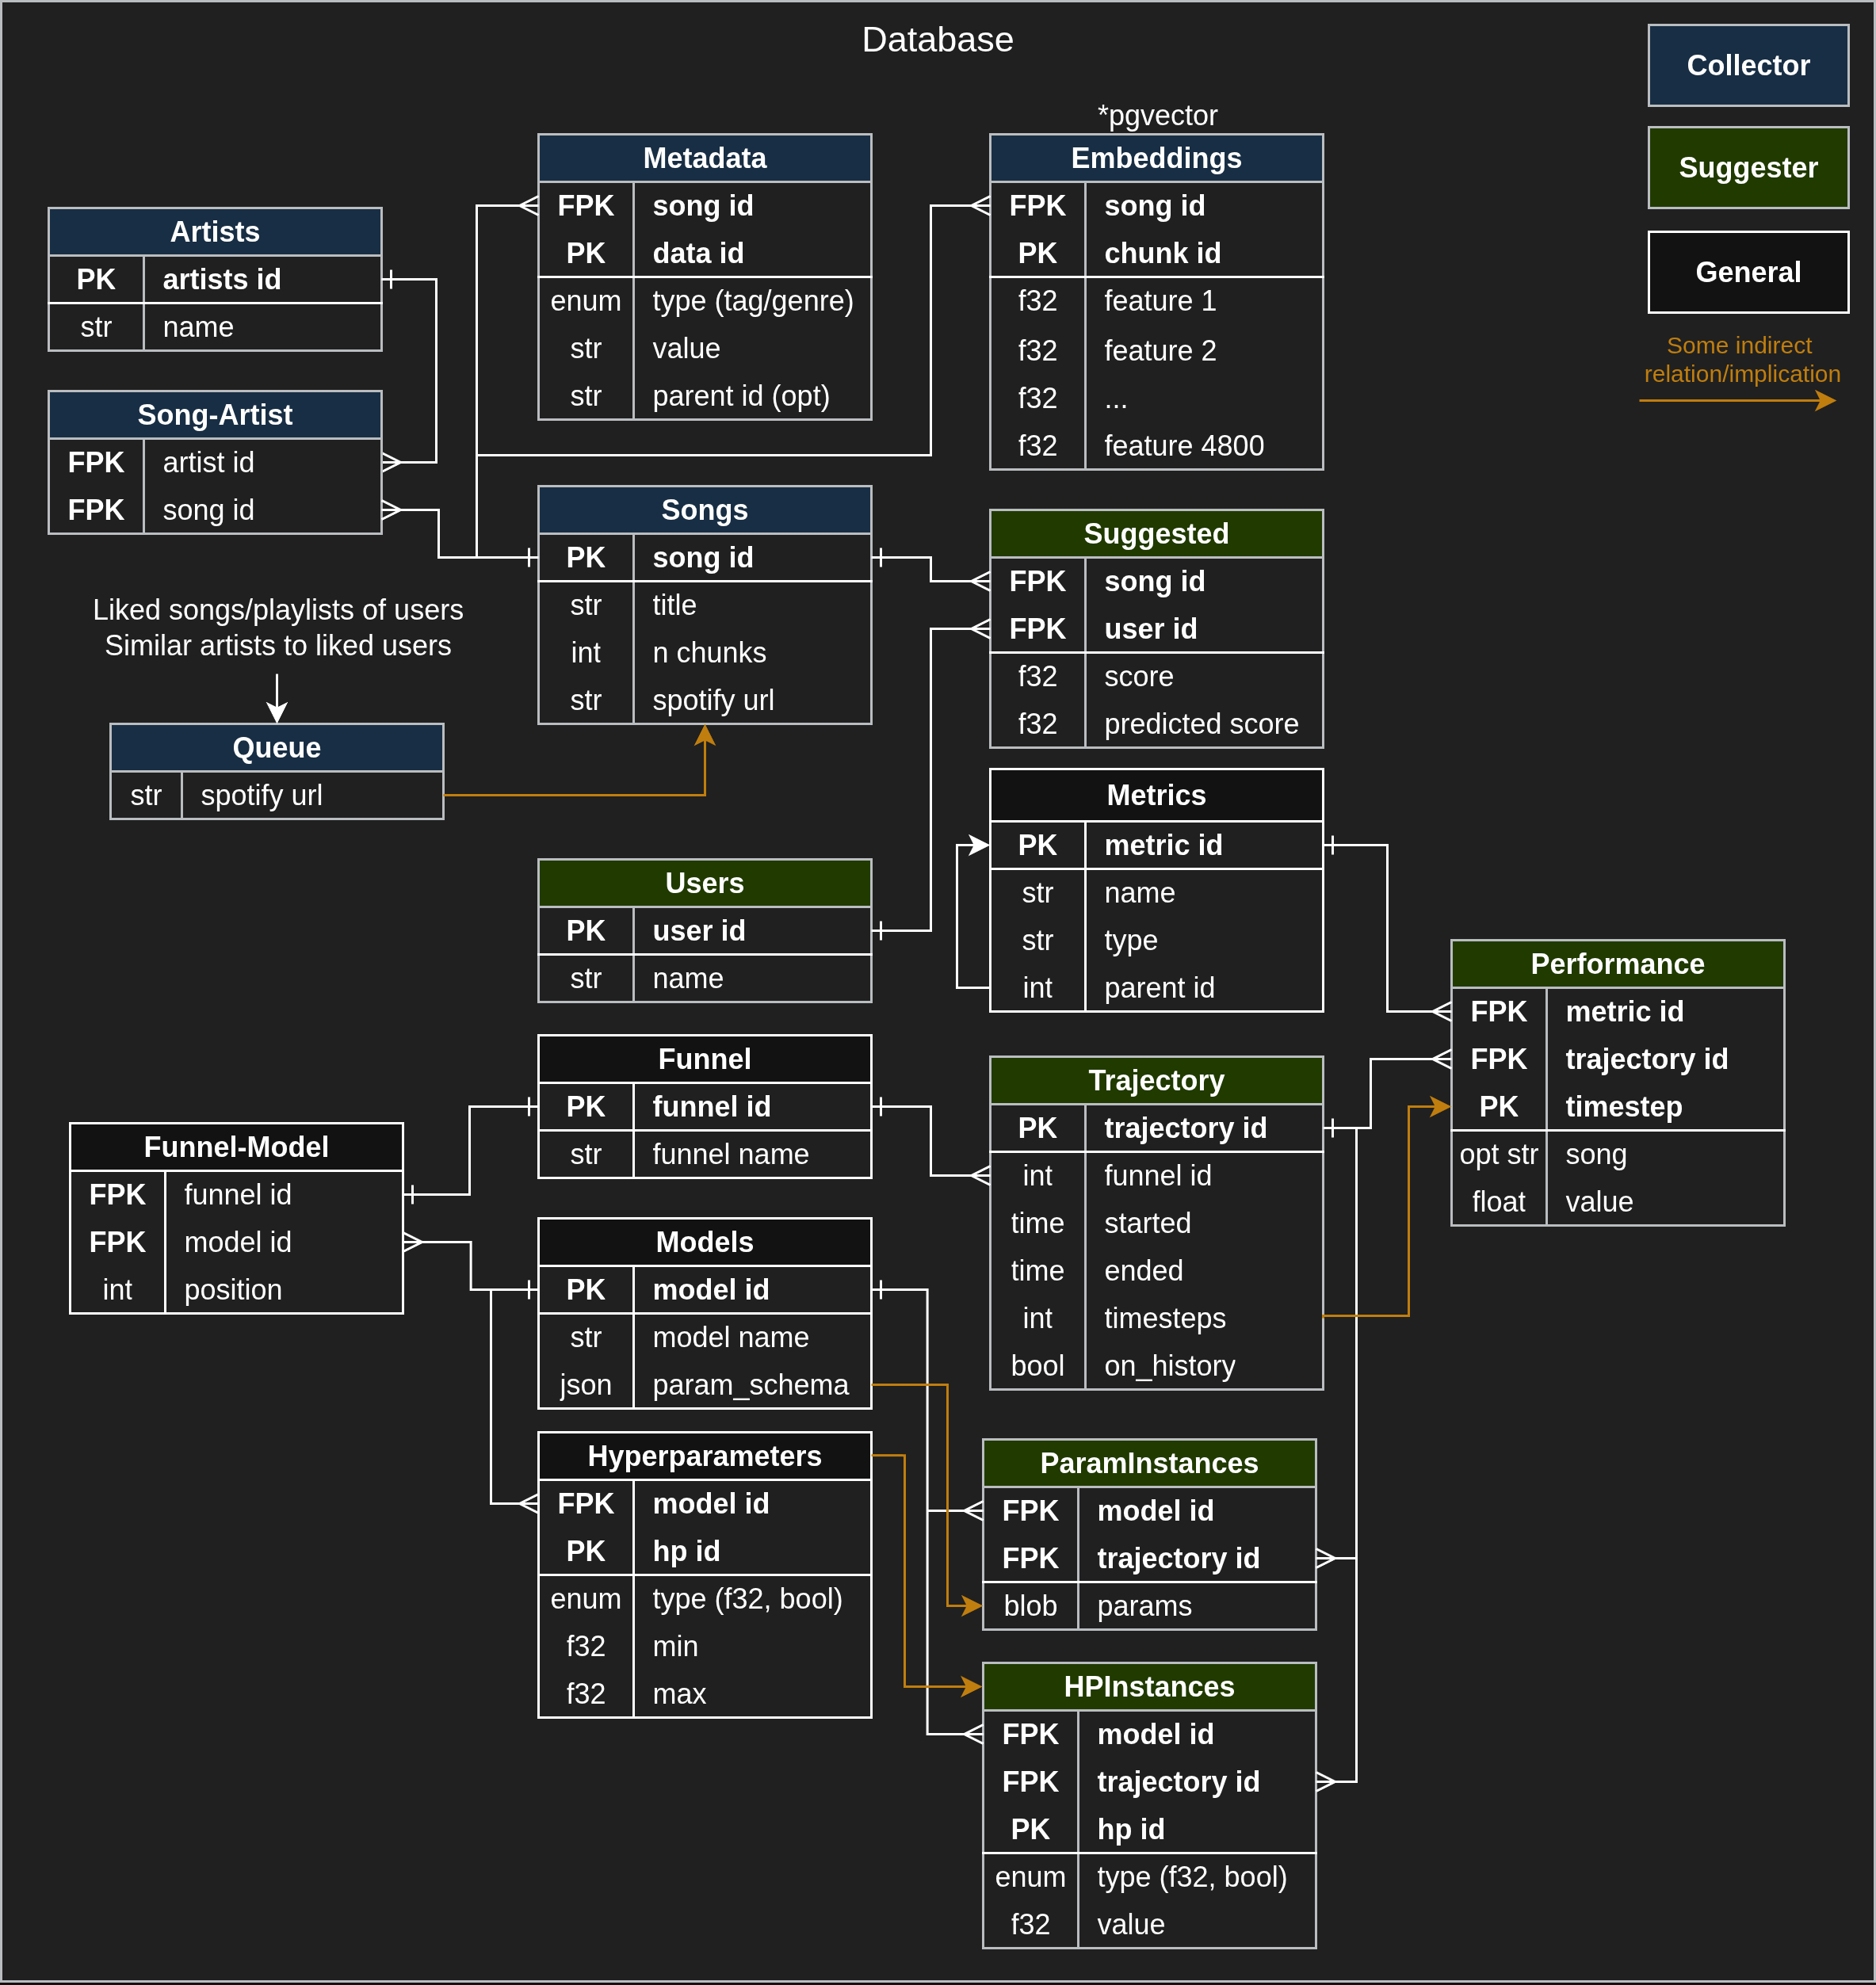 Database
Collector
Suggester
General
Some indirect
relation/implication
*pgvector
Artists
PK artists id
str name
Song-Artist
FPK artist id
FPK song id
Metadata
FPK song id
PK data id
enum type (tag/genre)
str value
str parent id (opt)
Embeddings
FPK song id
PK chunk id
f32 feature 1
f32 feature 2
f32 ...
f32 feature 4800
Songs
PK song id
str title
int n chunks
str spotify url
Suggested
FPK song id
FPK user id
f32 score
f32 predicted score
Liked songs/playlists of users
Similar artists to liked users
Queue
str spotify url
Users
PK user id
str name
Metrics
PK metric id
str name
str type
int parent id
Performance
FPK metric id
FPK trajectory id
PK timestep
opt str song
float value
Funnel
PK funnel id
str funnel name
Trajectory
PK trajectory id
int funnel id
time started
time ended
int timesteps
bool on_history
Funnel-Model
FPK funnel id
FPK model id
int position
Models
PK model id
str model name
json param_schema
Hyperparameters
FPK model id
PK hp id
enum type (f32, bool)
f32 min
f32 max
ParamInstances
FPK model id
FPK trajectory id
blob params
HPInstances
FPK model id
FPK trajectory id
PK hp id
enum type (f32, bool)
f32 value